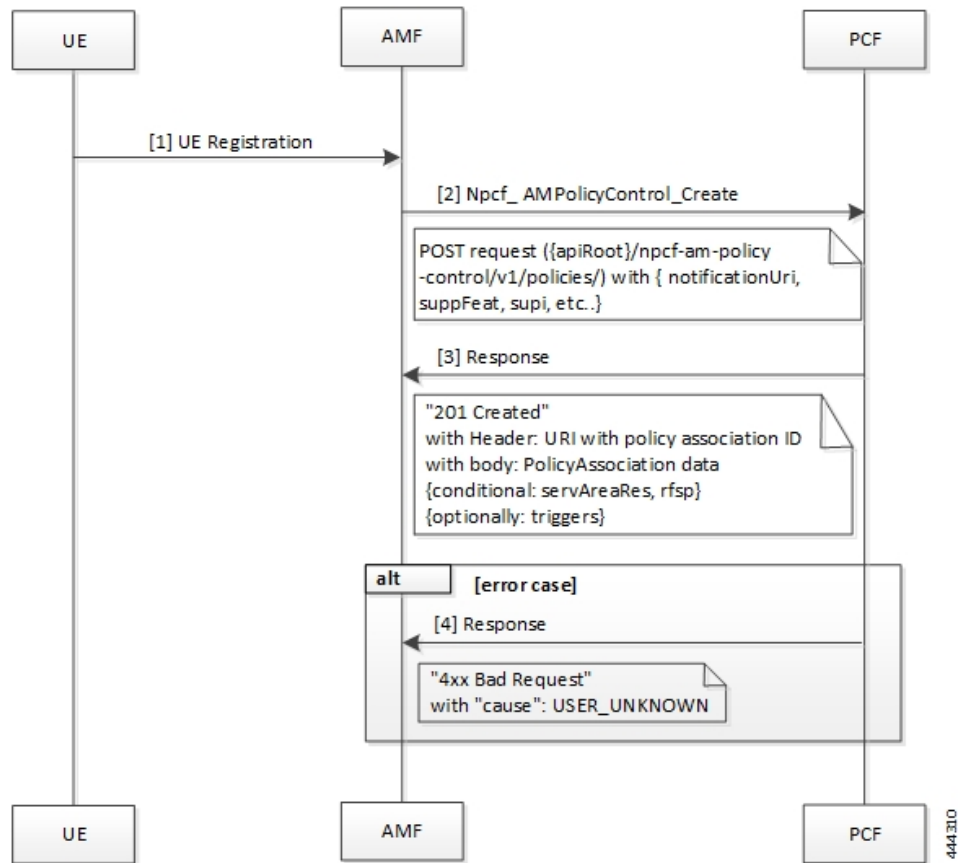 UE
AMF
PCF
[1] UE Registration
[2] Npcf_ AMPolicyControl_Create
POST request ({apiRoot}/npcf-am-policy
-control/v1/policies/) with { notificationUri,
suppFeat, supi, etc..}
[3] Response
"201 Created"
with Header: URI with policy association ID
with body: PolicyAssociation data
{conditional: servAreaRes, rfsp}
{optionally: triggers}
alt
[error case]
[4] Response
"4xx Bad Request"
with "cause": USER_UNKNOWN
UE
AMF
PCF
444310